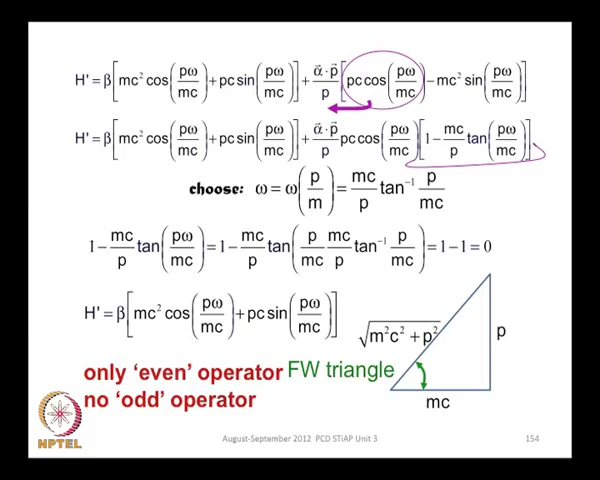 H' = β[mc² cos(pω/mc) + pc sin(pω/mc)] + α⃗·p⃗/p [pc cos(pω/mc) − mc² sin(pω/mc)]
H' = β[mc² cos(pω/mc) + pc sin(pω/mc)] + α⃗·p⃗/p pc cos(pω/mc)[1 − mc/p tan(pω/mc)]
choose: ω = ω(p/m) = mc/p tan⁻¹ p/mc
1 − mc/p tan(pω/mc) = 1 − mc/p tan(p/mc mc/p tan⁻¹ p/mc) = 1 − 1 = 0
H' = β[mc² cos(pω/mc) + pc sin(pω/mc)]
√m²c² + p²
p
only 'even' operator
FW triangle
no 'odd' operator
mc
NPTEL
August-September 2012 PCD STiAP Unit 3
154